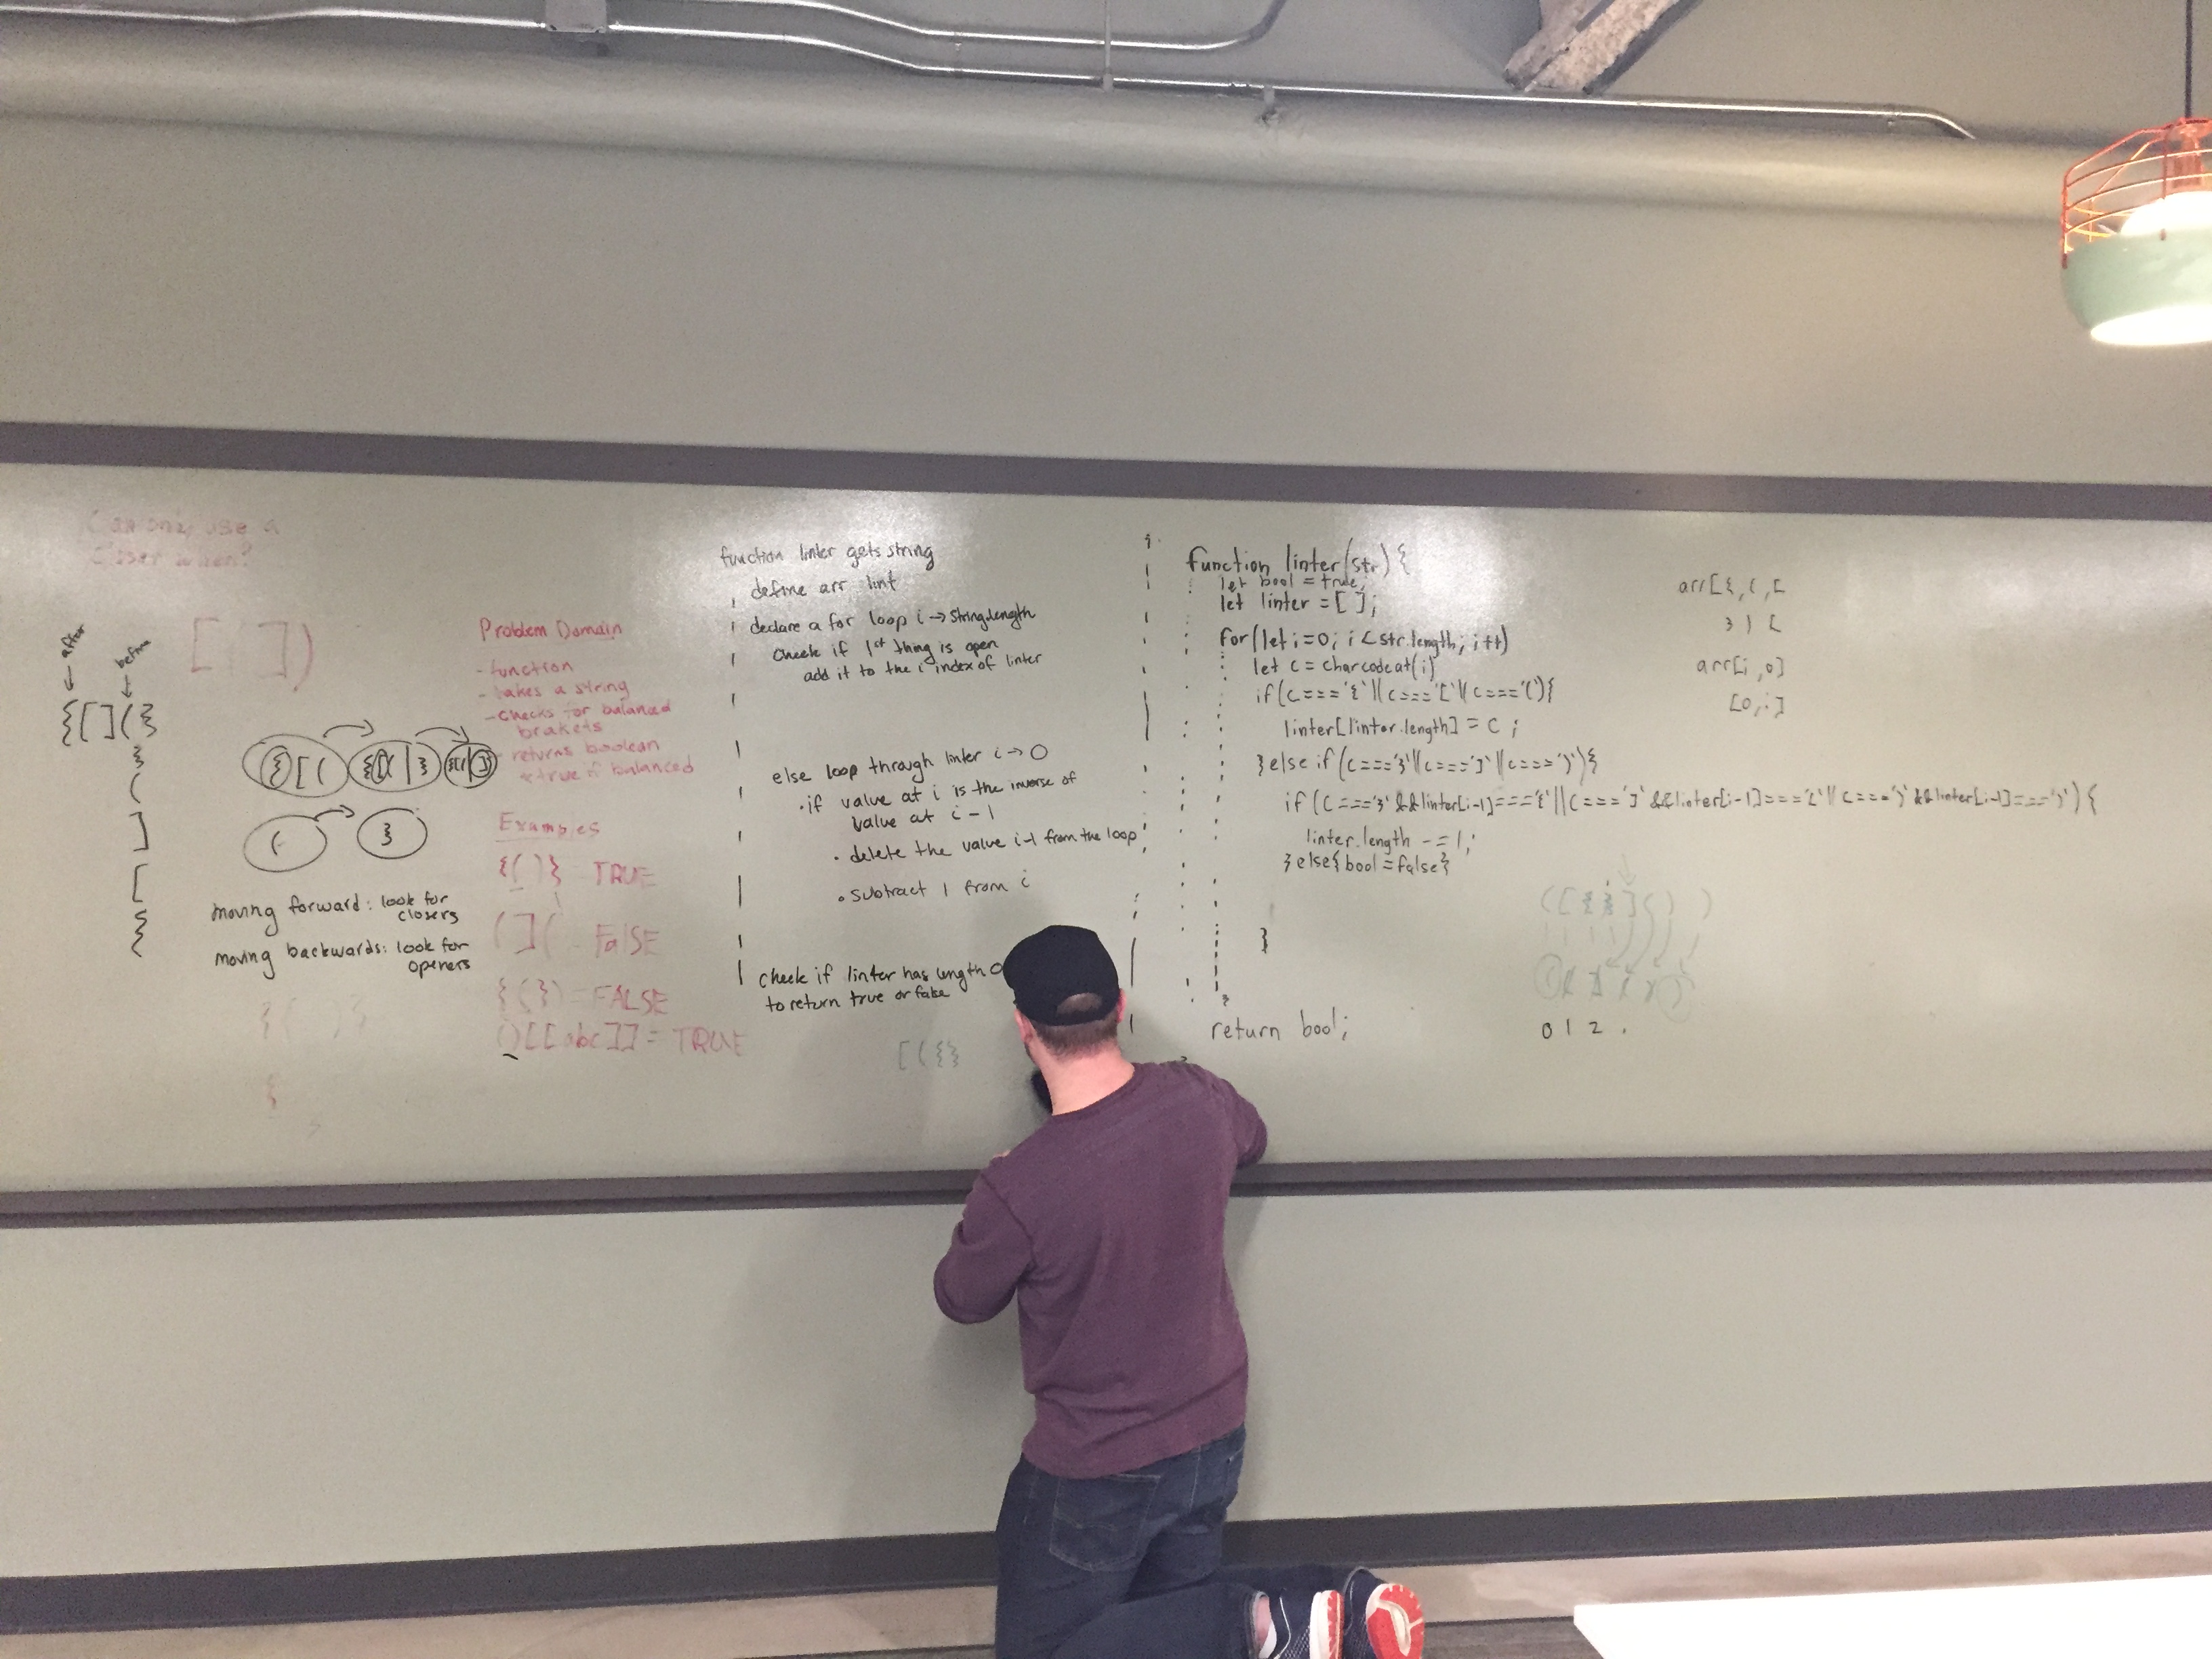 Can only use a
closer when?
[ ( ] )
after
before
{[](}
}
(
]
[
{
{ [ (
{ [ ( | }
( }
moving forward: look for
closers
moving backwards: look for
openers
{( )}
{
Problem Domain
- function
- takes a string
- checks for balanced
brakets
- returns boolean
* true if balanced
Examples
{( )} - TRUE
( ] ( - FalSE
{(}) = FALSE
()[[abc]] = TRUE
function linter gets string
define arr lint
declare a for loop i → String.length
check if 1st thing is open
add it to the i index of linter
else loop through linter i → 0
• if value at i is the inverse of
value at i - 1
• delete the value i-1 from the loop
• subtract 1 from i
check if linter has length 0
to return true or false
[({}
function linter(str) {
let bool = true;
let linter = [ ];
for(let i=0; i < str.length; i++)
let c = charcodeat(i)
if(c==='{'||c==='['||c==='('){
linter[linter.length] = c ;
}else if(c==='}'||c===']'||c===')'){
if(c==='}'&&linter[i-1]==='{'||c===']'&&linter[i-1]==='['||c===')'&&linter[i-1]===')'){
linter.length -=1;
}else{bool=false}
}
}
return bool;
}
arr[{,(,[
} ) [
arr[i,0]
[0,i]
([{}]())
0 1 2 .